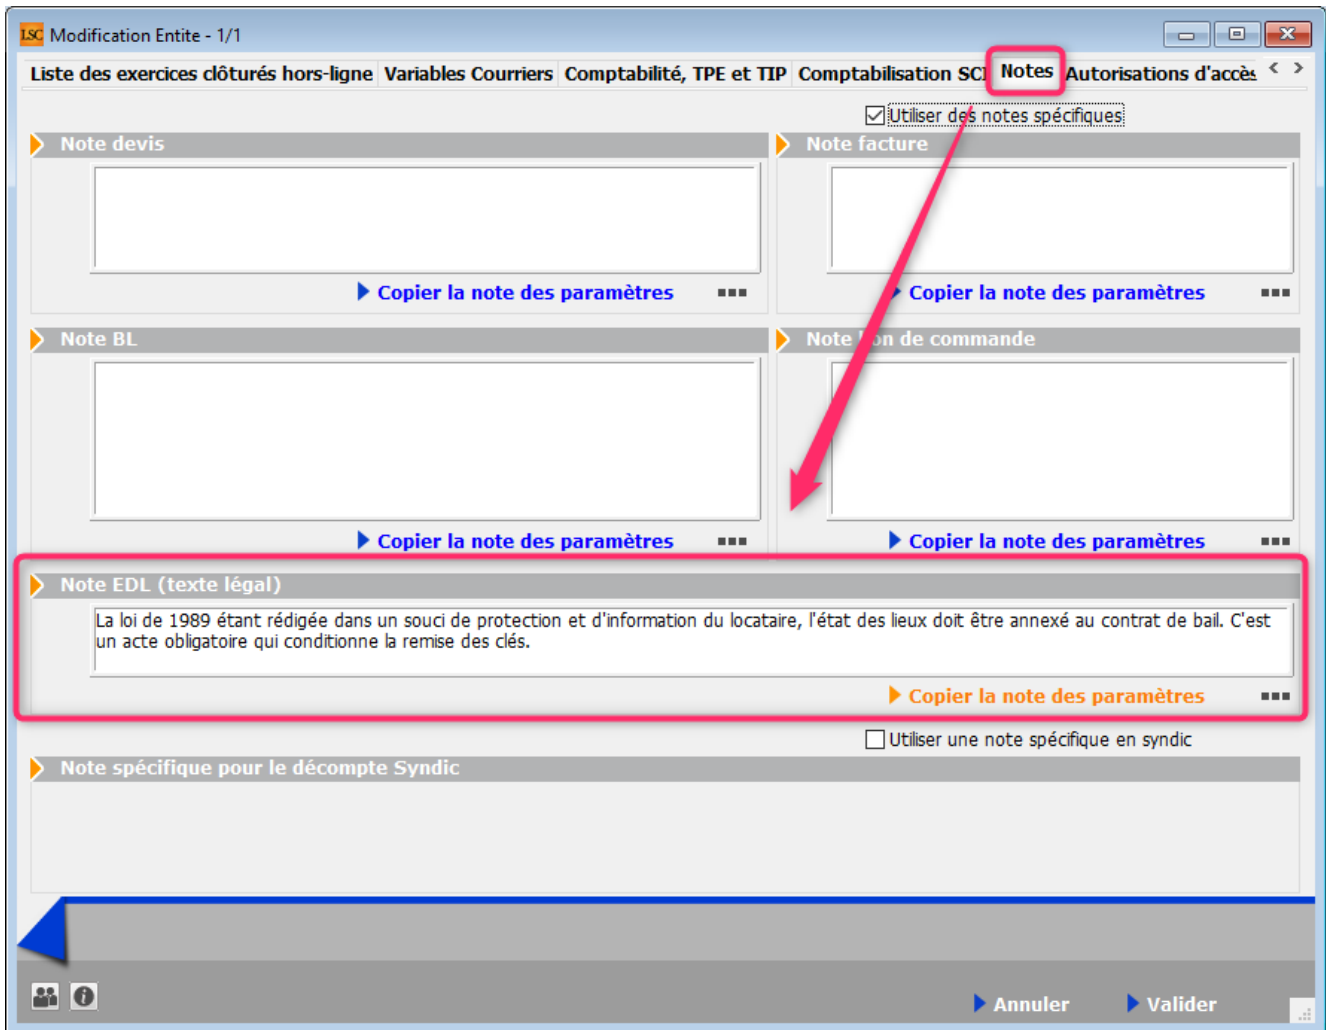 LSC Modification Entite - 1/1
Liste des exercices clôturés hors-ligne Variables Courriers Comptabilité, TPE et TIP Comptabilisation SCI Notes Autorisations d'accès
Utiliser des notes spécifiques
Note devis Note facture
Copier la note des paramètres Copier la note des paramètres
Note BL Note bon de commande
Copier la note des paramètres Copier la note des paramètres
Note EDL (texte légal)
La loi de 1989 étant rédigée dans un souci de protection et d'information du locataire, l'état des lieux doit être annexé au contrat de bail. C'est
un acte obligatoire qui conditionne la remise des clés.
Copier la note des paramètres
Utiliser une note spécifique en syndic
Note spécifique pour le décompte Syndic
Annuler Valider